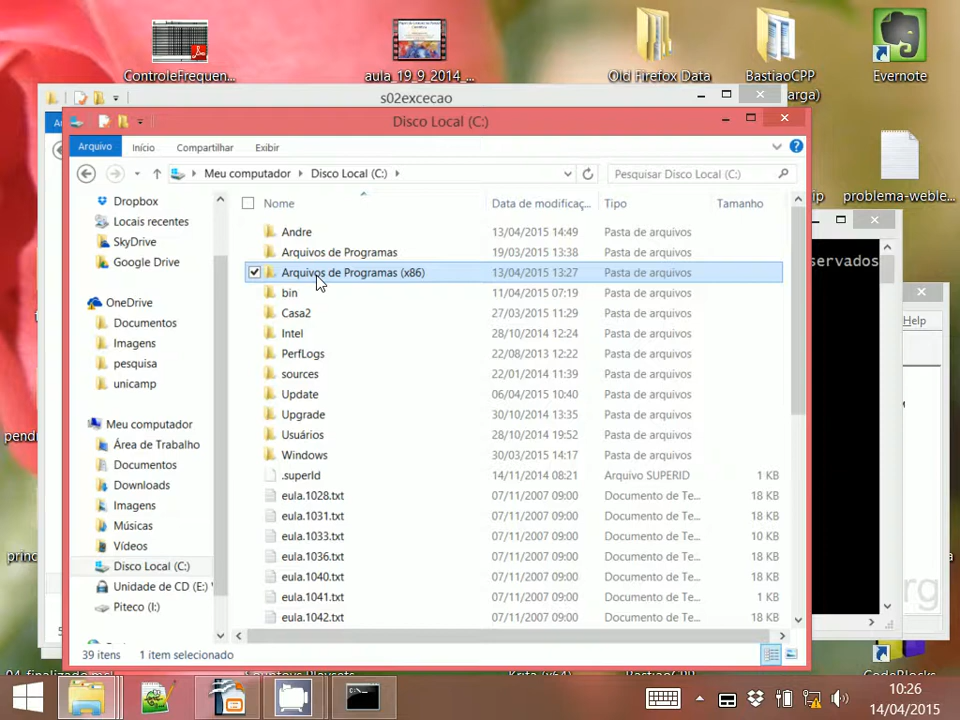 ControleFrequen...
aula_19_9_2014_...
Old Firefox Data
BastiaoCPP
arga)
Evernote
s02excecao
Disco Local (C:)
Arquivo
Início
Compartilhar
Exibir
Meu computador
Disco Local (C:)
Pesquisar Disco Local (C:)
ip
problema-weble...
Dropbox
Locais recentes
SkyDrive
Google Drive
OneDrive
Documentos
Imagens
pesquisa
unicamp
Meu computador
Área de Trabalho
Documentos
Downloads
Imagens
Músicas
Vídeos
Disco Local (C:)
Unidade de CD (E:)
Piteco (I:)
Nome
Data de modificaç...
Tipo
Tamanho
Andre 13/04/2015 14:49 Pasta de arquivos
Arquivos de Programas 19/03/2015 13:38 Pasta de arquivos
Arquivos de Programas (x86) 13/04/2015 13:27 Pasta de arquivos
bin 11/04/2015 07:19 Pasta de arquivos
Casa2 27/03/2015 11:29 Pasta de arquivos
Intel 28/10/2014 12:24 Pasta de arquivos
PerfLogs 22/08/2013 12:22 Pasta de arquivos
sources 22/01/2014 11:39 Pasta de arquivos
Update 06/04/2015 10:40 Pasta de arquivos
Upgrade 30/10/2014 13:35 Pasta de arquivos
Usuários 28/10/2014 19:52 Pasta de arquivos
Windows 30/03/2015 14:17 Pasta de arquivos
.superId 14/11/2014 08:21 Arquivo SUPERID 1 KB
eula.1028.txt 07/11/2007 09:00 Documento de Te... 18 KB
eula.1031.txt 07/11/2007 09:00 Documento de Te... 18 KB
eula.1033.txt 07/11/2007 09:00 Documento de Te... 10 KB
eula.1036.txt 07/11/2007 09:00 Documento de Te... 18 KB
eula.1040.txt 07/11/2007 09:00 Documento de Te... 18 KB
eula.1041.txt 07/11/2007 09:00 Documento de Te... 1 KB
eula.1042.txt 07/11/2007 09:00 Documento de Te... 18 KB
39 itens
1 item selecionado
servados
Help
rg
pend
princ
CodeBlocks
10:26
14/04/2015